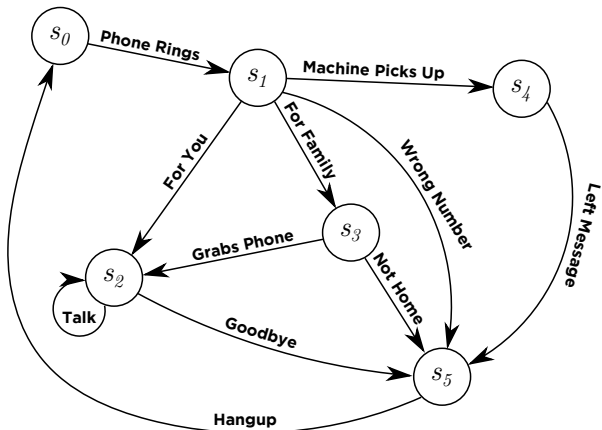 s0
Phone Rings
s1
Machine Picks Up
s4
For You
For Family
Wrong Number
Left Message
s3
Grabs Phone
Not Home
s2
Talk
Goodbye
s5
Hangup